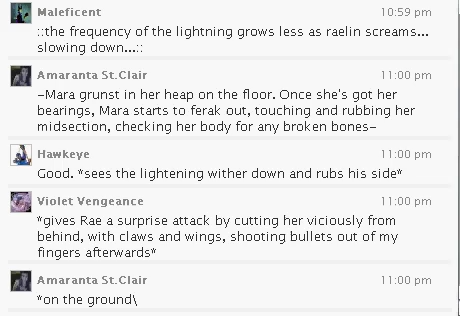 Maleficent 10:59 pm
::the frequency of the lightning grows less as raelin screams...
slowing down...::
Amaranta St.Clair 11:00 pm
~Mara grunst in her heap on the floor. Once she's got her
bearings, Mara starts to ferak out, touching and rubbing her
midsection, checking her body for any broken bones~
Hawkeye 11:00 pm
Good. *sees the lightening wither down and rubs his side*
Violet Vengeance 11:00 pm
*gives Rae a surprise attack by cutting her viciously from
behind, with claws and wings, shooting bullets out of my
fingers afterwards*
Amaranta St.Clair 11:00 pm
*on the ground\